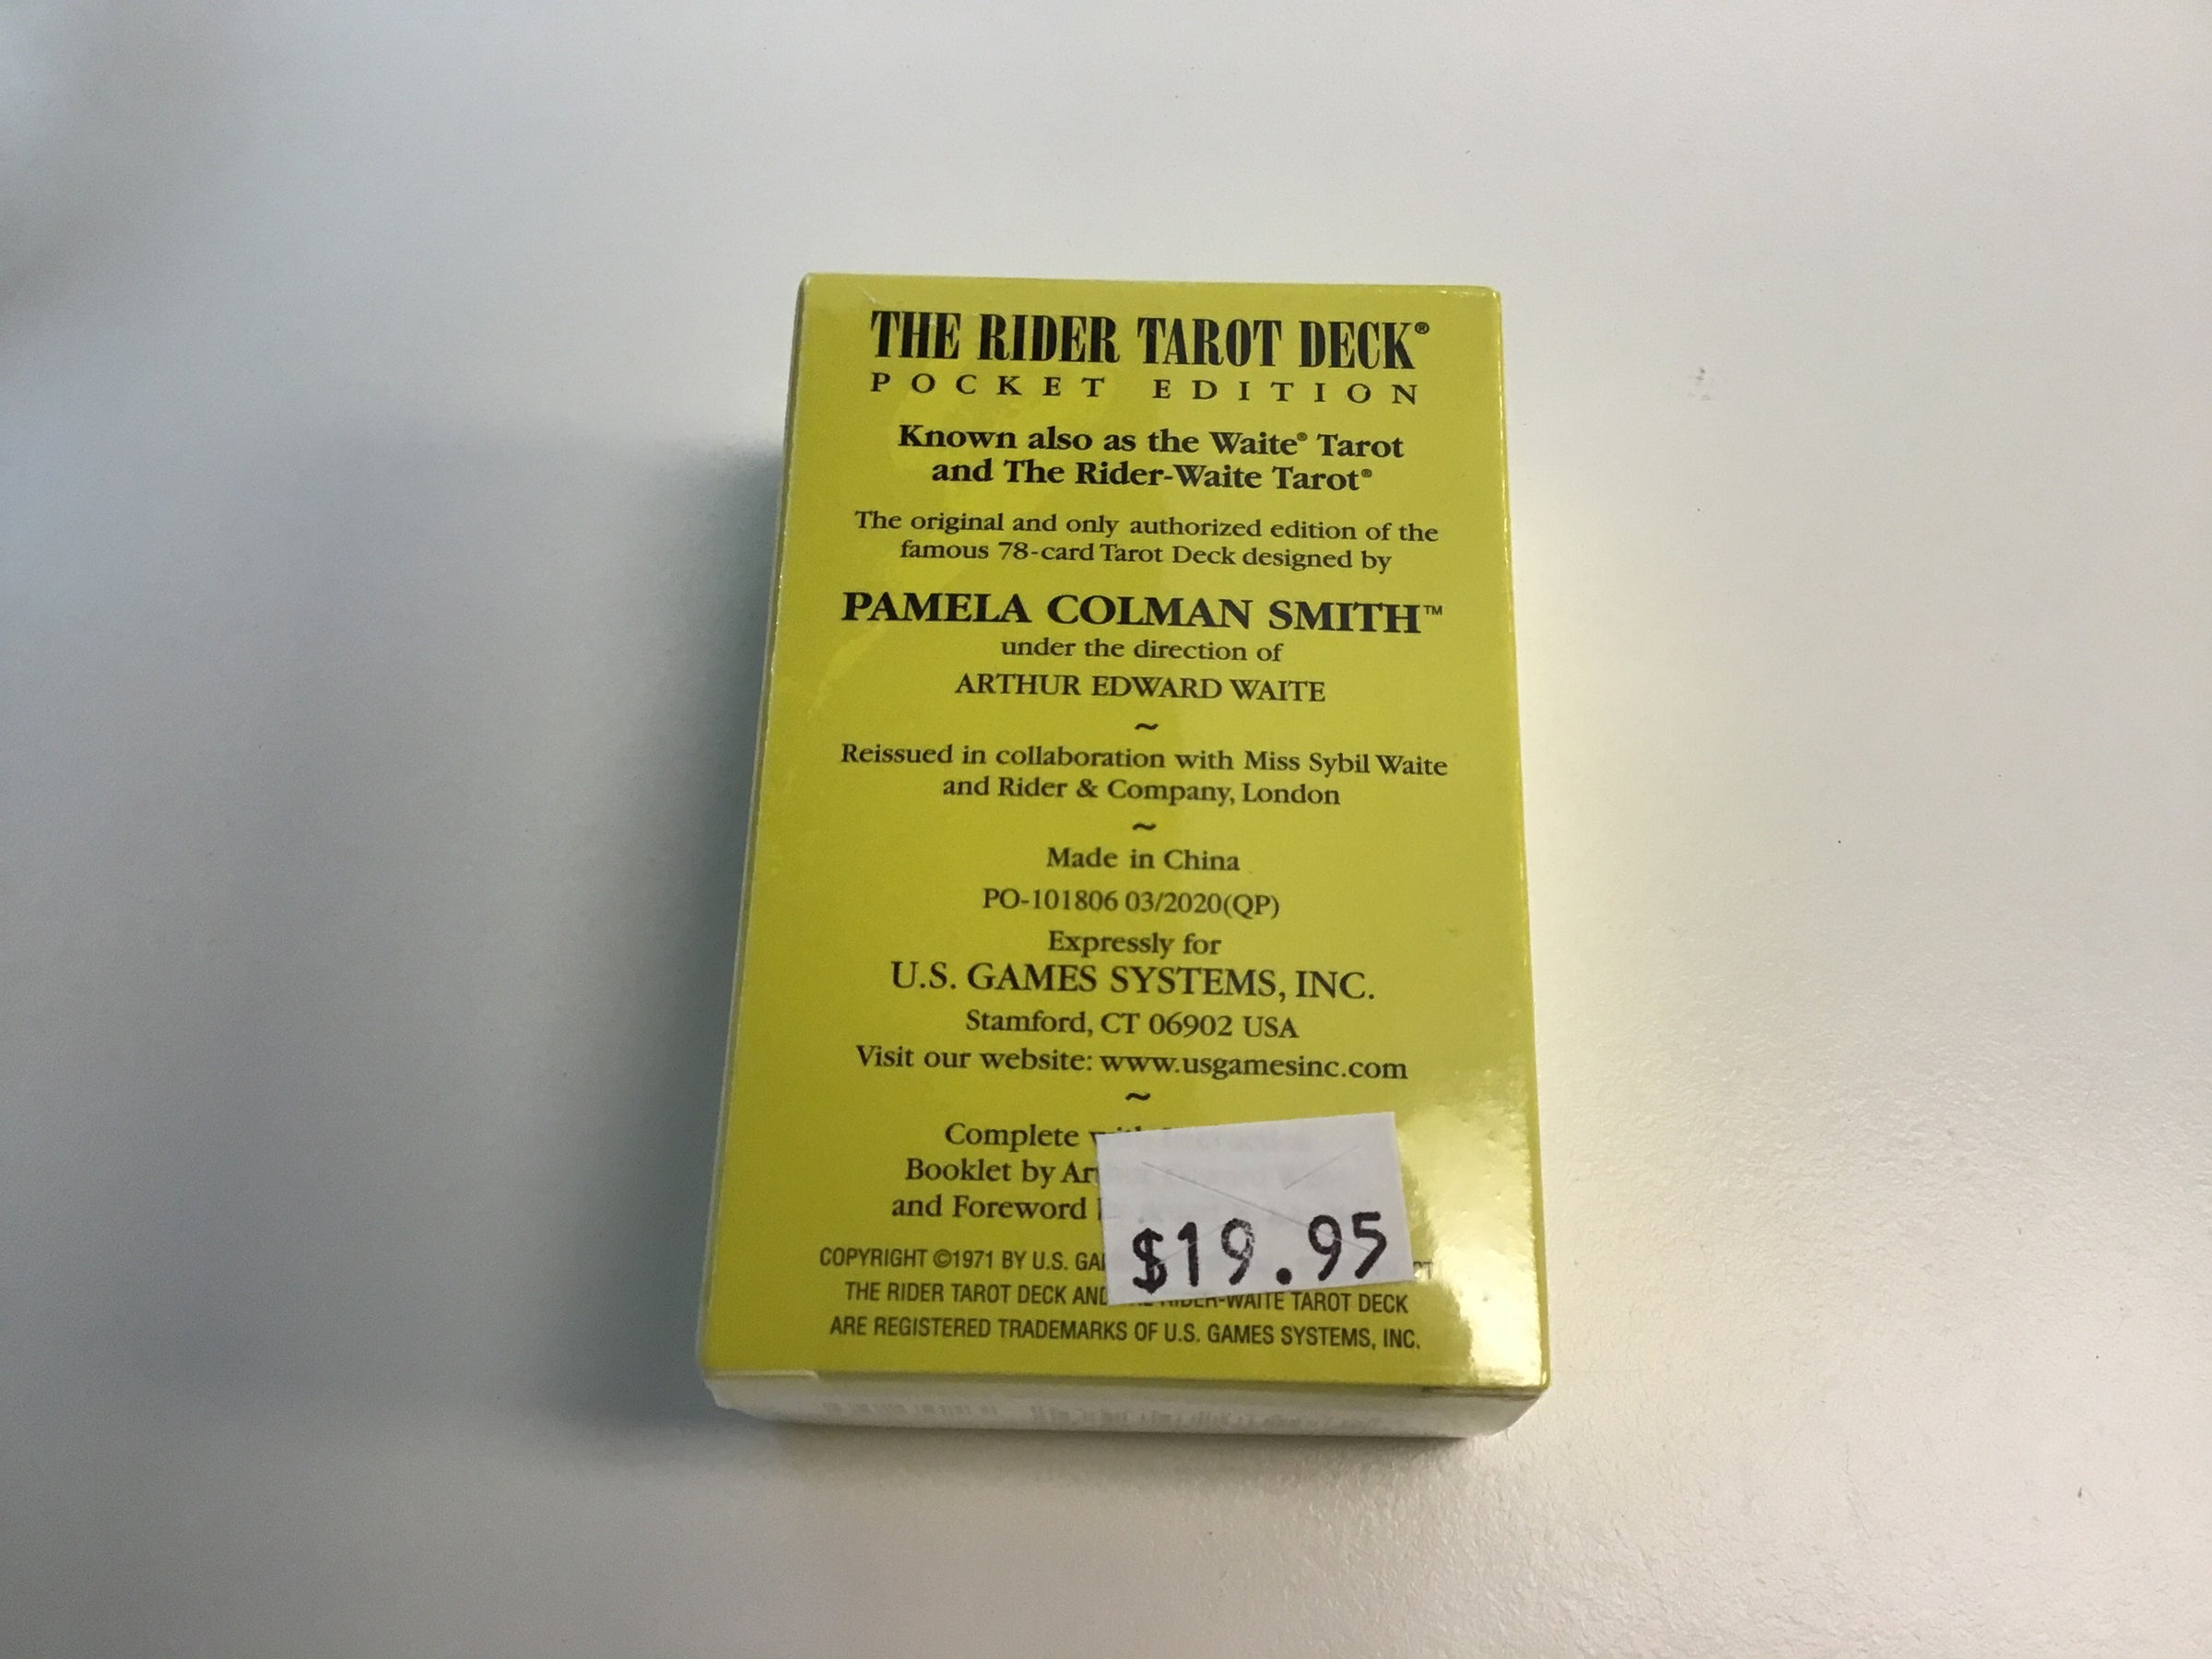 THE RIDER TAROT DECK®
POCKET EDITION
Known also as the Waite® Tarot
and The Rider-Waite Tarot®
The original and only authorized edition of the
famous 78-card Tarot Deck designed by
PAMELA COLMAN SMITH™
under the direction of
ARTHUR EDWARD WAITE
~
Reissued in collaboration with Miss Sybil Waite
and Rider & Company, London
~
Made in China
PO-101806 03/2020(QP)
Expressly for
U.S. GAMES SYSTEMS, INC.
Stamford, CT 06902 USA
Visit our website: www.usgamesinc.com
~
Complete
Booklet by
and Foreword
$19.95
COPYRIGHT ©1971 BY U.S.
THE RIDER TAROT DECK AND RIDER-WAITE TAROT DECK
ARE REGISTERED TRADEMARKS OF U.S. GAMES SYSTEMS, INC.